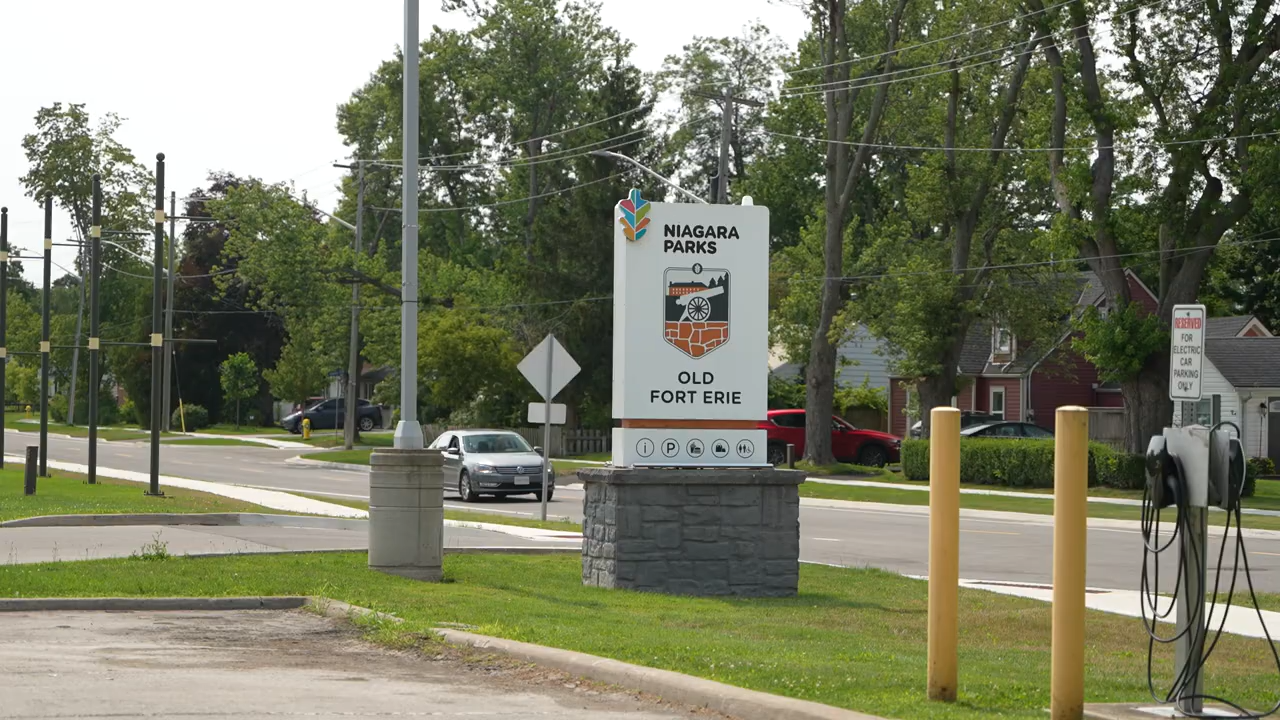 NIAGARA
PARKS
OLD
FORT ERIE
i P
RESERVED
FOR
ELECTRIC
CAR
PARKING
ONLY